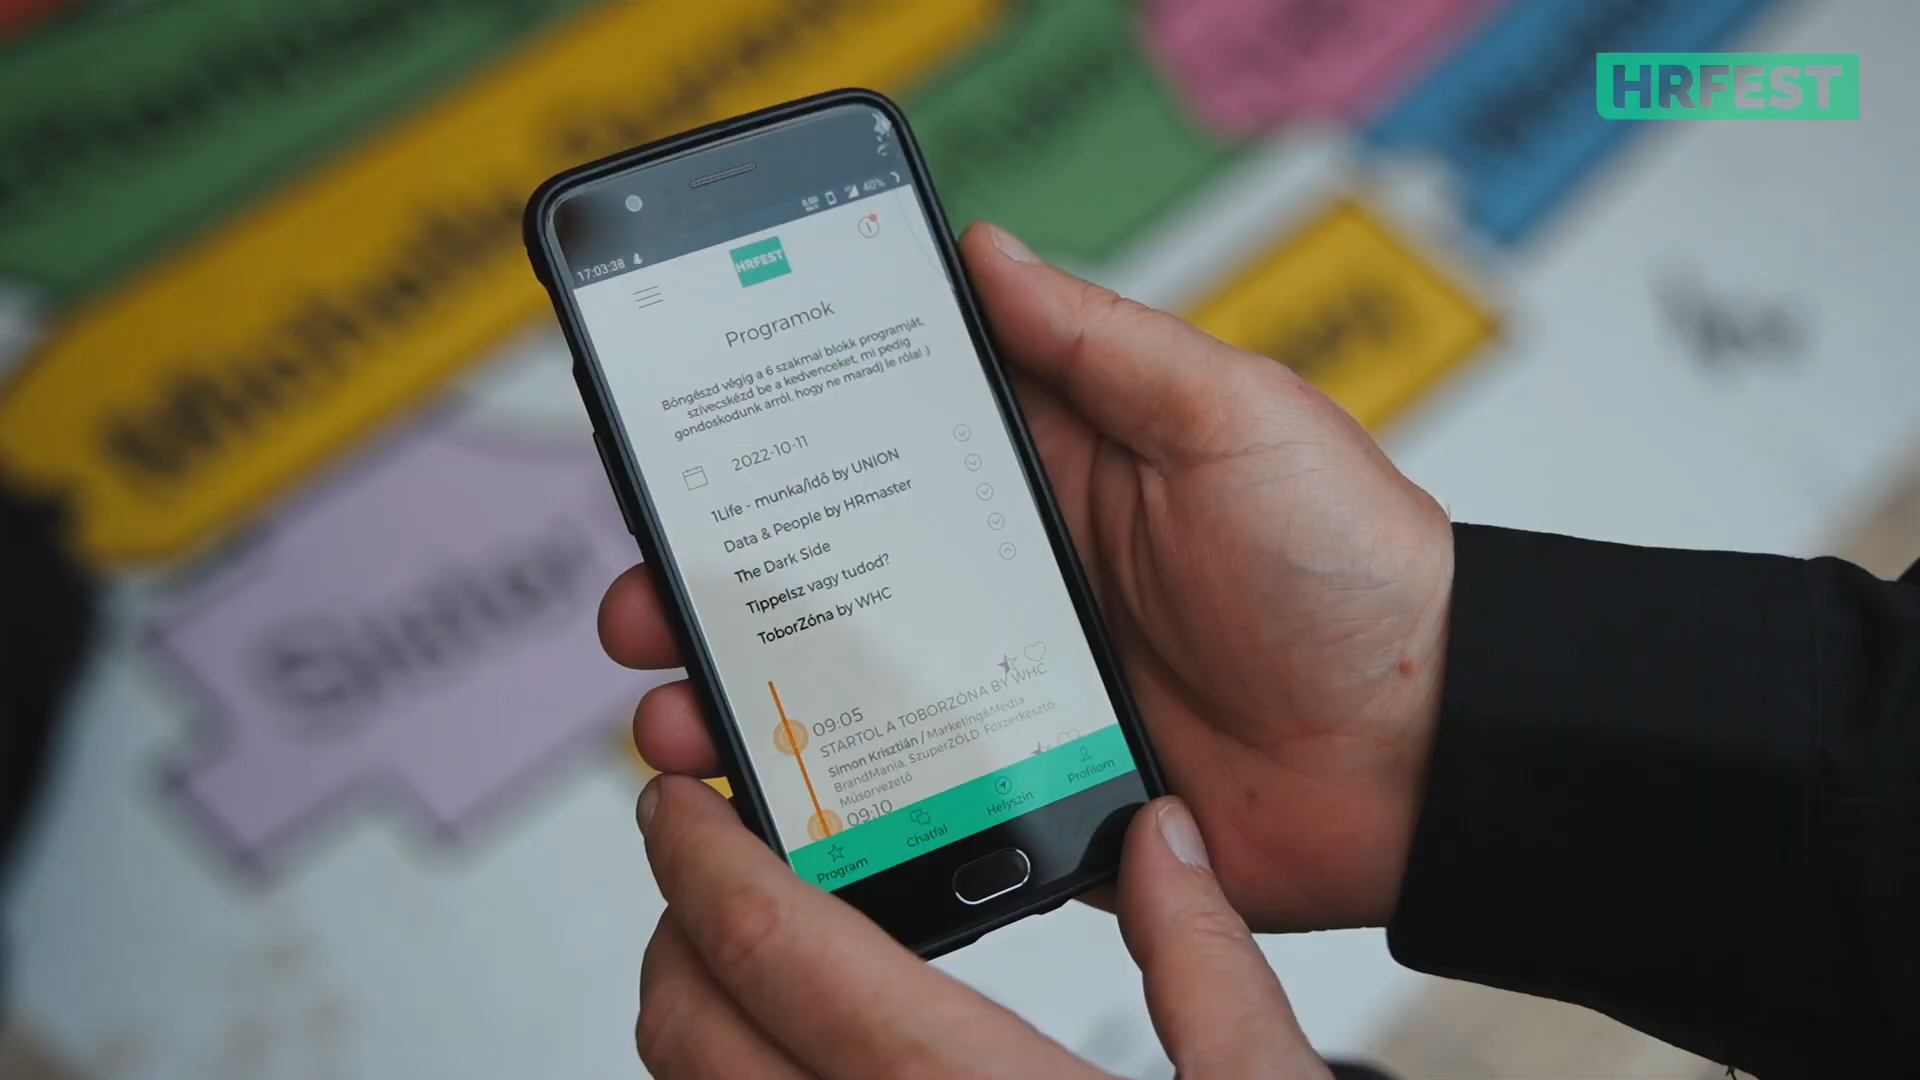 HRFEST
17:03:38
40%
HRFEST
Programok
Böngészd végig a 6 szakmai blokk programját,
szívecskézd be a kedvenceket, mi pedig
gondoskodunk arról, hogy ne maradj le róla! :)
2022-10-11
1Life - munka/idő by UNION
Data & People by HRmaster
The Dark Side
Tippelsz vagy tudod?
ToborZóna by WHC
09:05
STARTOL A TOBORZÓNA BY WHC
Simon Krisztián / Marketing&Media
BrandMania, SzuperZÖLD, Főszerkesztő
Műsorvezető
09:10
Program
Chatfal
Helyszín
Profilom